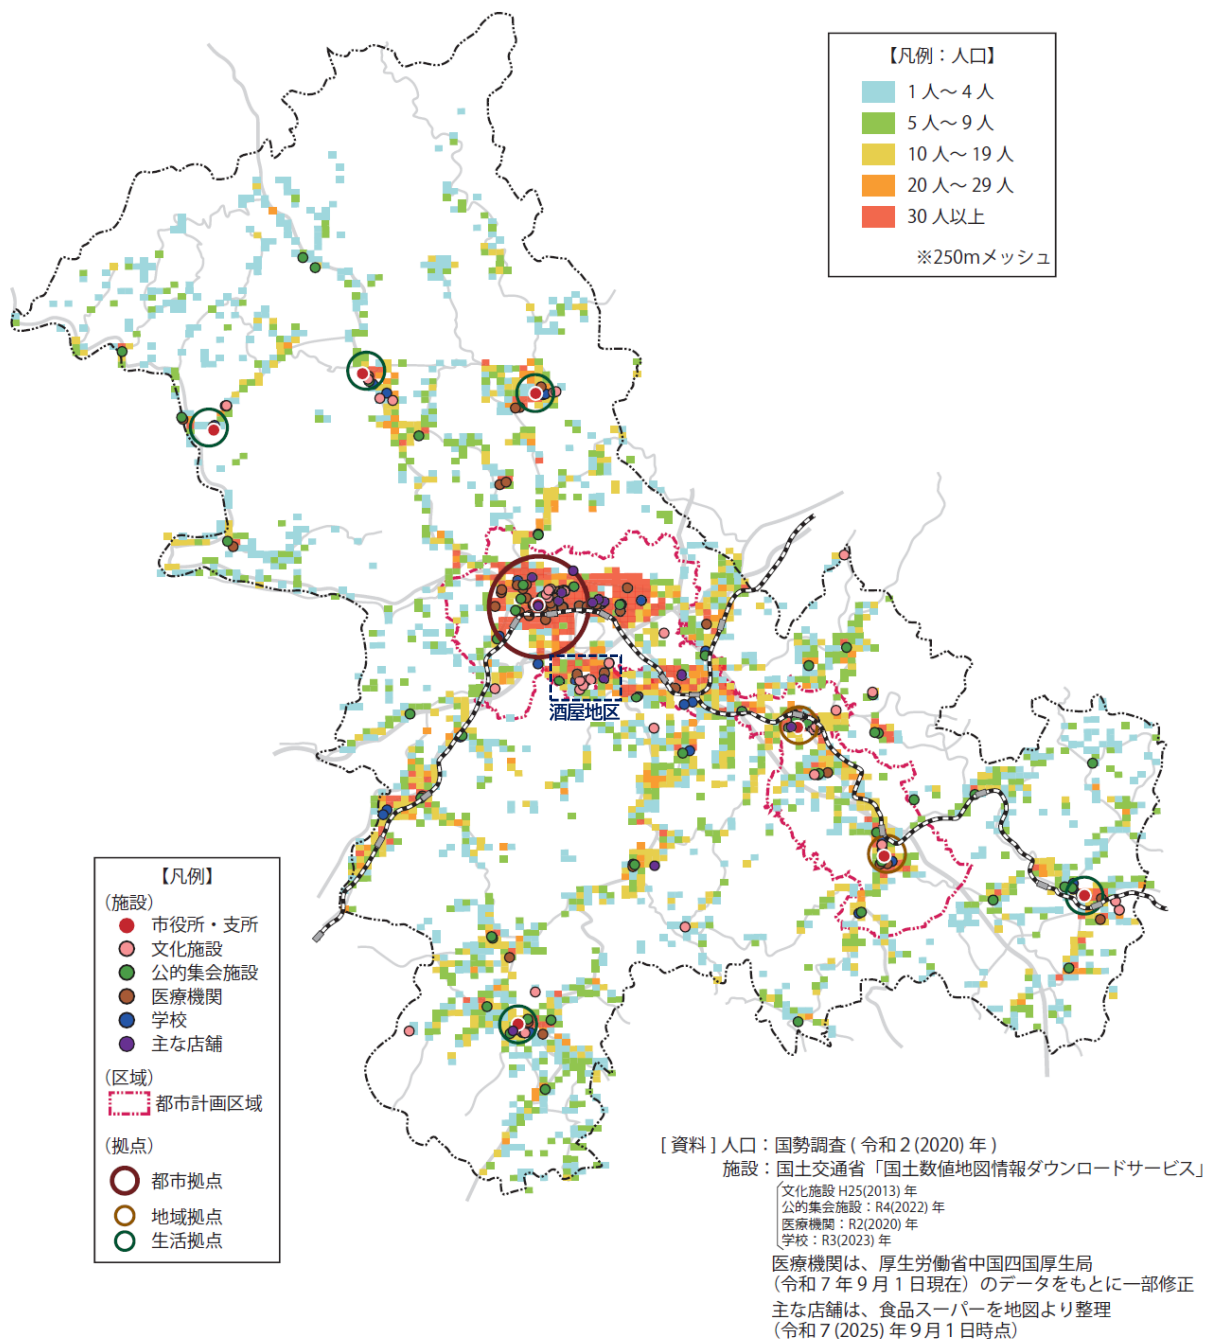 【凡例：人口】
1人～4人
5人～9人
10人～19人
20人～29人
30人以上
※250mメッシュ
酒屋地区
【凡例】
(施設)
市役所・支所
文化施設
公的集会施設
医療機関
学校
主な店舗
(区域)
都市計画区域
(拠点)
都市拠点
地域拠点
生活拠点
[資料] 人口：国勢調査(令和2(2020)年)
施設：国土交通省「国土数値地図情報ダウンロードサービス」
文化施設 H25(2013)年
公的集会施設：R4(2022)年
医療機関：R2(2020)年
学校：R3(2023)年
医療機関は、厚生労働省中国四国厚生局
(令和7年9月1日現在）のデータをもとに一部修正
主な店舗は、食品スーパーを地図より整理
(令和7(2025)年9月1日時点）